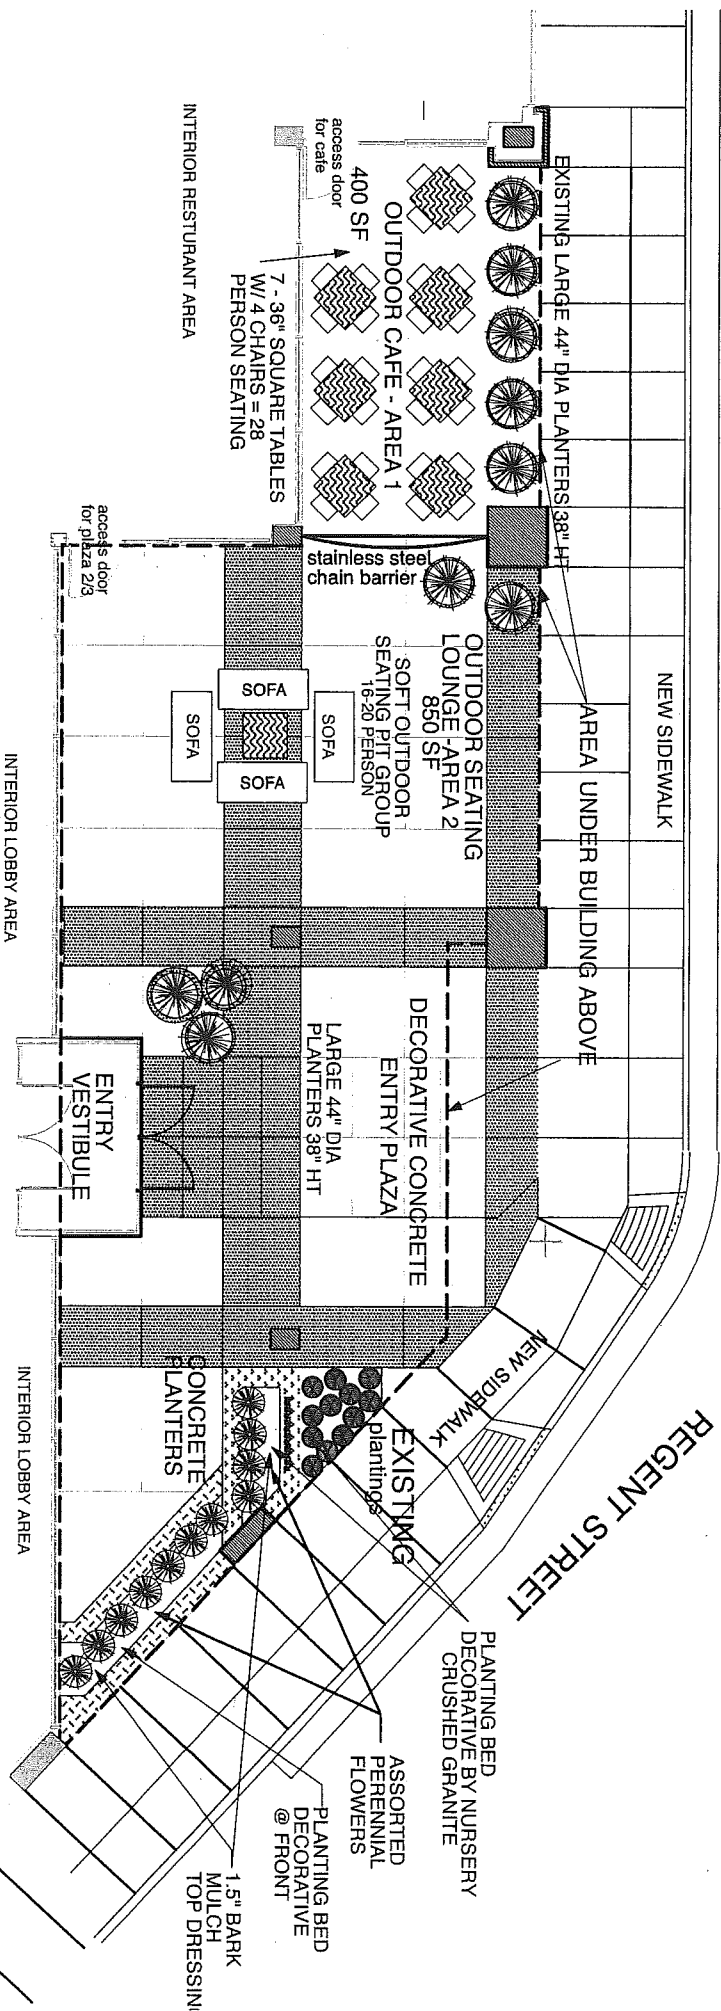 EXISTING LARGE 44" DIA PLANTERS 38" HT
access door
for cafe
INTERIOR RESTURANT AREA
400 SF
OUTDOOR CAFE - AREA 1
7 - 36" SQUARE TABLES
W/ 4 CHAIRS = 28
PERSON SEATING
access door
for plaza 2/3
stainless steel
chain barrier
NEW SIDEWALK
AREA UNDER BUILDING ABOVE
OUTDOOR SEATING
LOUNGE -AREA 2
850 SF
SOFT OUTDOOR
SEATING PIT GROUP
16-20 PERSON
SOFA
SOFA
SOFA
SOFA
INTERIOR LOBBY AREA
DECORATIVE CONCRETE
ENTRY PLAZA
LARGE 44" DIA
PLANTERS 38" HT
ENTRY
VESTIBULE
NEW SIDEWALK
REGENT STREET
CONCRETE
PLANTERS
EXISTING
plantings
INTERIOR LOBBY AREA
PLANTING BED
DECORATIVE BY NURSERY
CRUSHED GRANITE
ASSORTED
PERENNIAL
FLOWERS
PLANTING BED
DECORATIVE
@ FRONT
1.5" BARK
MULCH
TOP DRESSIN